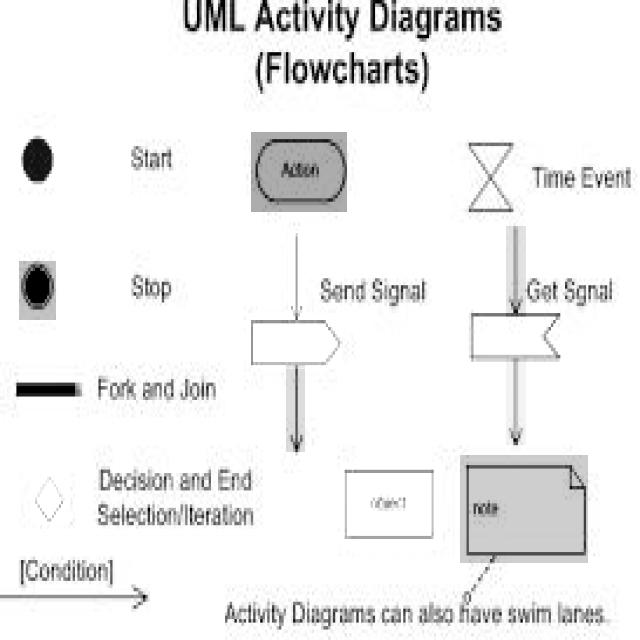 UML Activity Diagrams
(Flowcharts)
Start
Action
Time Event
Stop
Send Signal
Get Sgnal
Fork and Join
Decision and End
Selection/Iteration
object
note
[Condition]
Activity Diagrams can also have swim lanes.